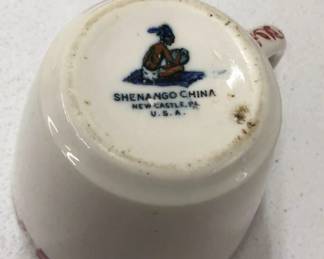 SHENANGO CHINA
NEW CASTLE, PA.
U. S. A.